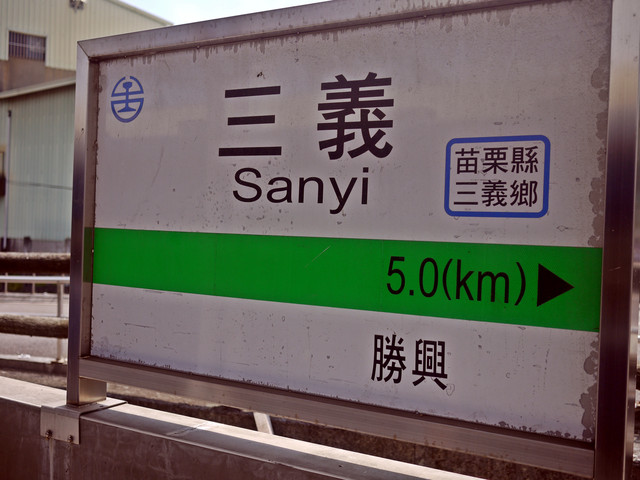 三義
Sanyi
苗栗縣
三義鄉
5.0(km)
勝興